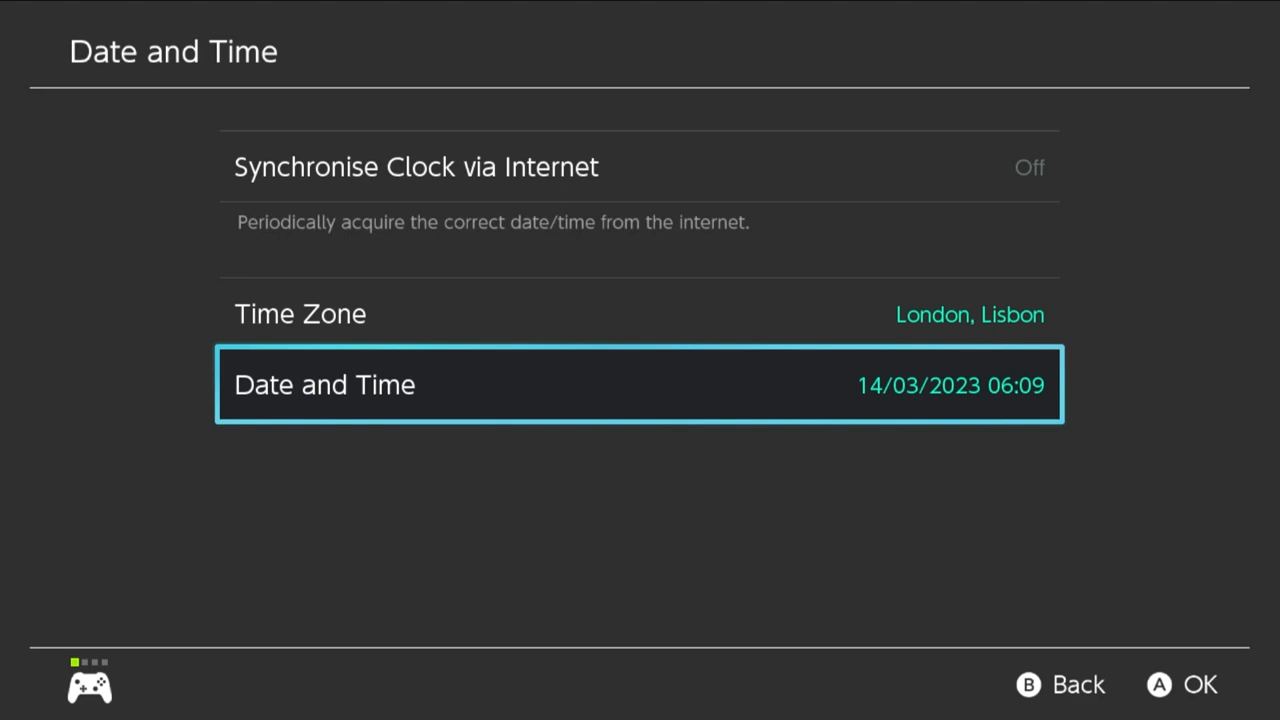 Date and Time
Synchronise Clock via Internet Off
Periodically acquire the correct date/time from the internet.
Time Zone London, Lisbon
Date and Time 14/03/2023 06:09
B Back A OK